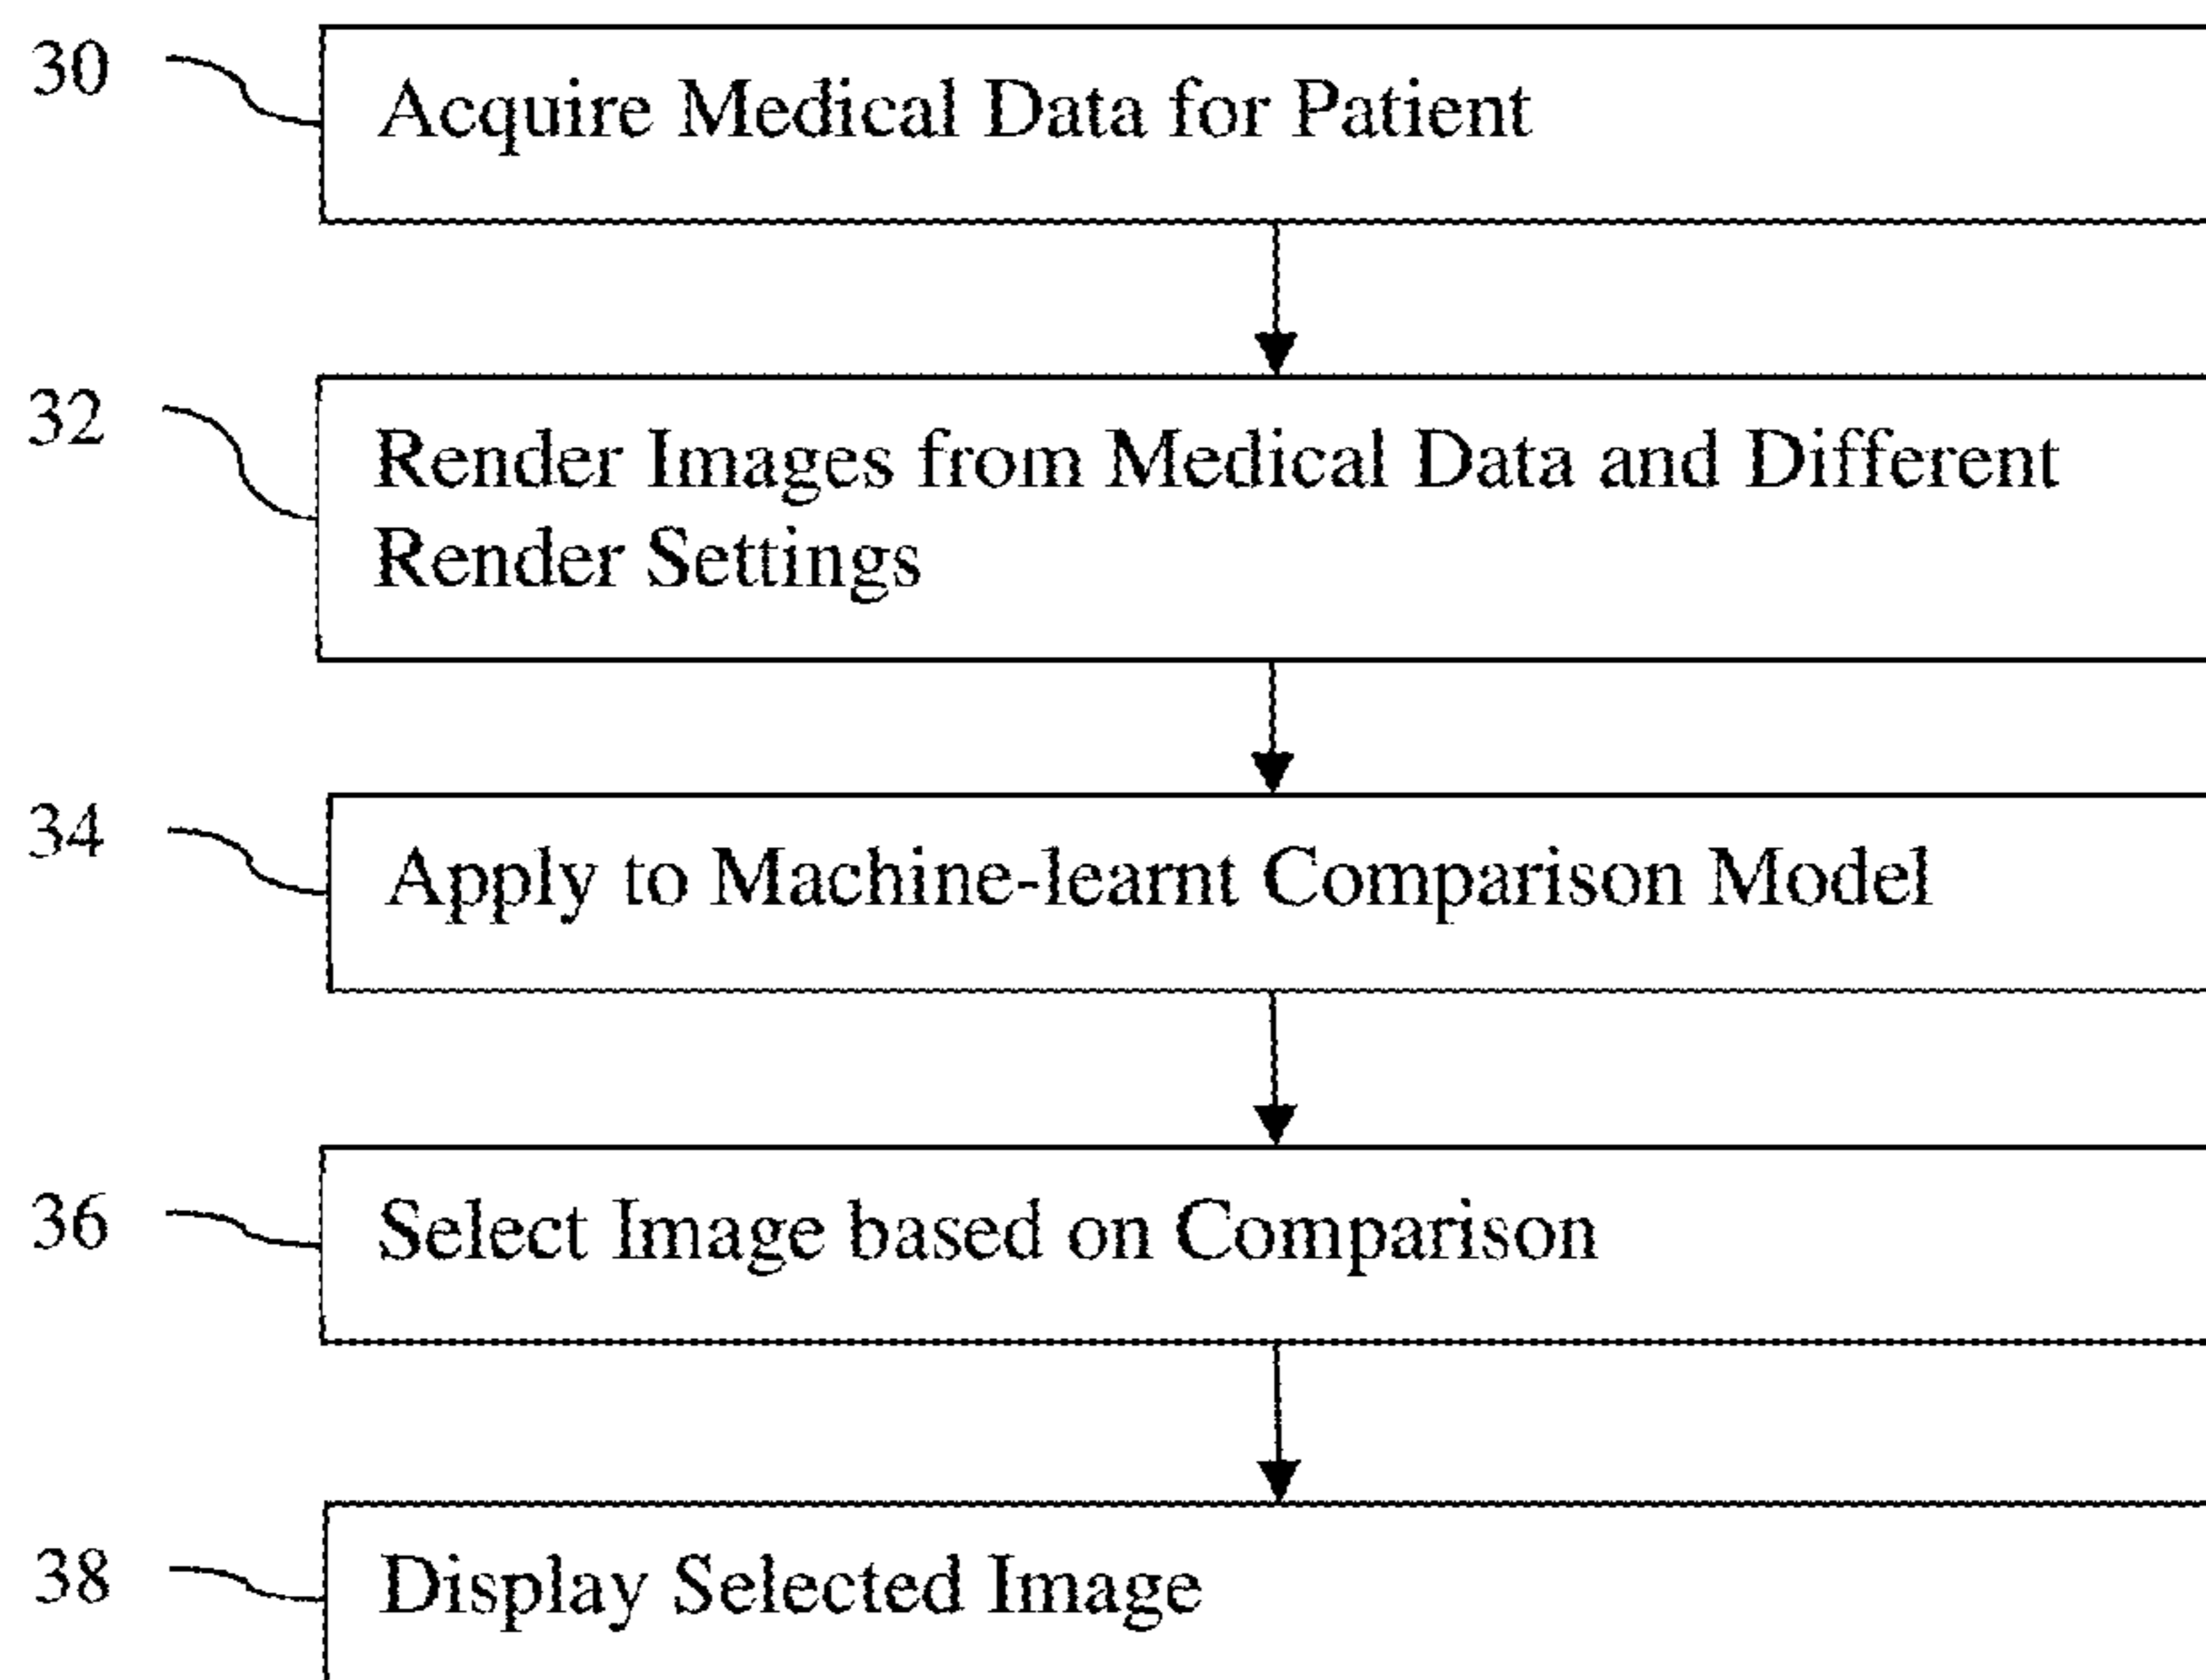 30
Acquire Medical Data for Patient
32
Render Images from Medical Data and Different
Render Settings
34
Apply to Machine-learnt Comparison Model
36
Select Image based on Comparison
38
Display Selected Image